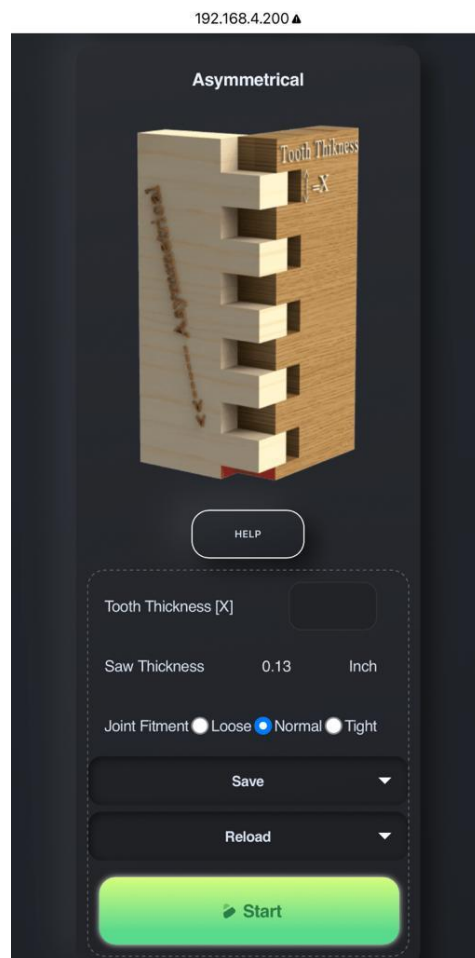 192.168.4.200
Asymmetrical
Tooth Thikness
=X
Asymmetrical
HELP
Tooth Thickness [X]
Saw Thickness 0.13 Inch
Joint Fitment Loose Normal Tight
Save
Reload
Start